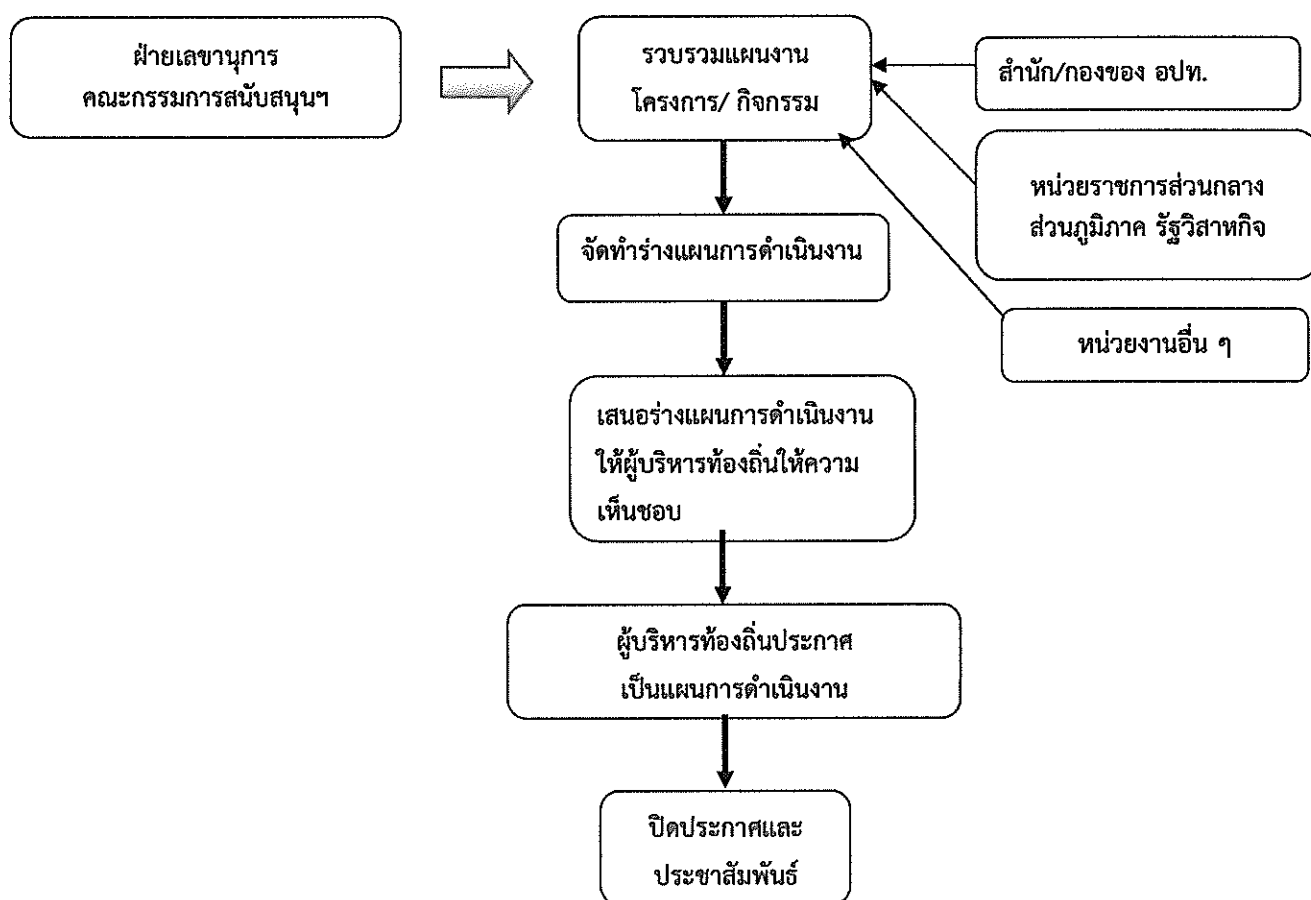 ฝ่ายเลขานุการ
คณะกรรมการสนับสนุนฯ
รวบรวมแผนงาน
โครงการ/ กิจกรรม
สำนัก/กองของ อปท.
หน่วยราชการส่วนกลาง
ส่วนภูมิภาค รัฐวิสาหกิจ
หน่วยงานอื่น ๆ
จัดทำร่างแผนการดำเนินงาน
เสนอร่างแผนการดำเนินงาน
ให้ผู้บริหารท้องถิ่นให้ความ
เห็นชอบ
ผู้บริหารท้องถิ่นประกาศ
เป็นแผนการดำเนินงาน
ปิดประกาศและ
ประชาสัมพันธ์